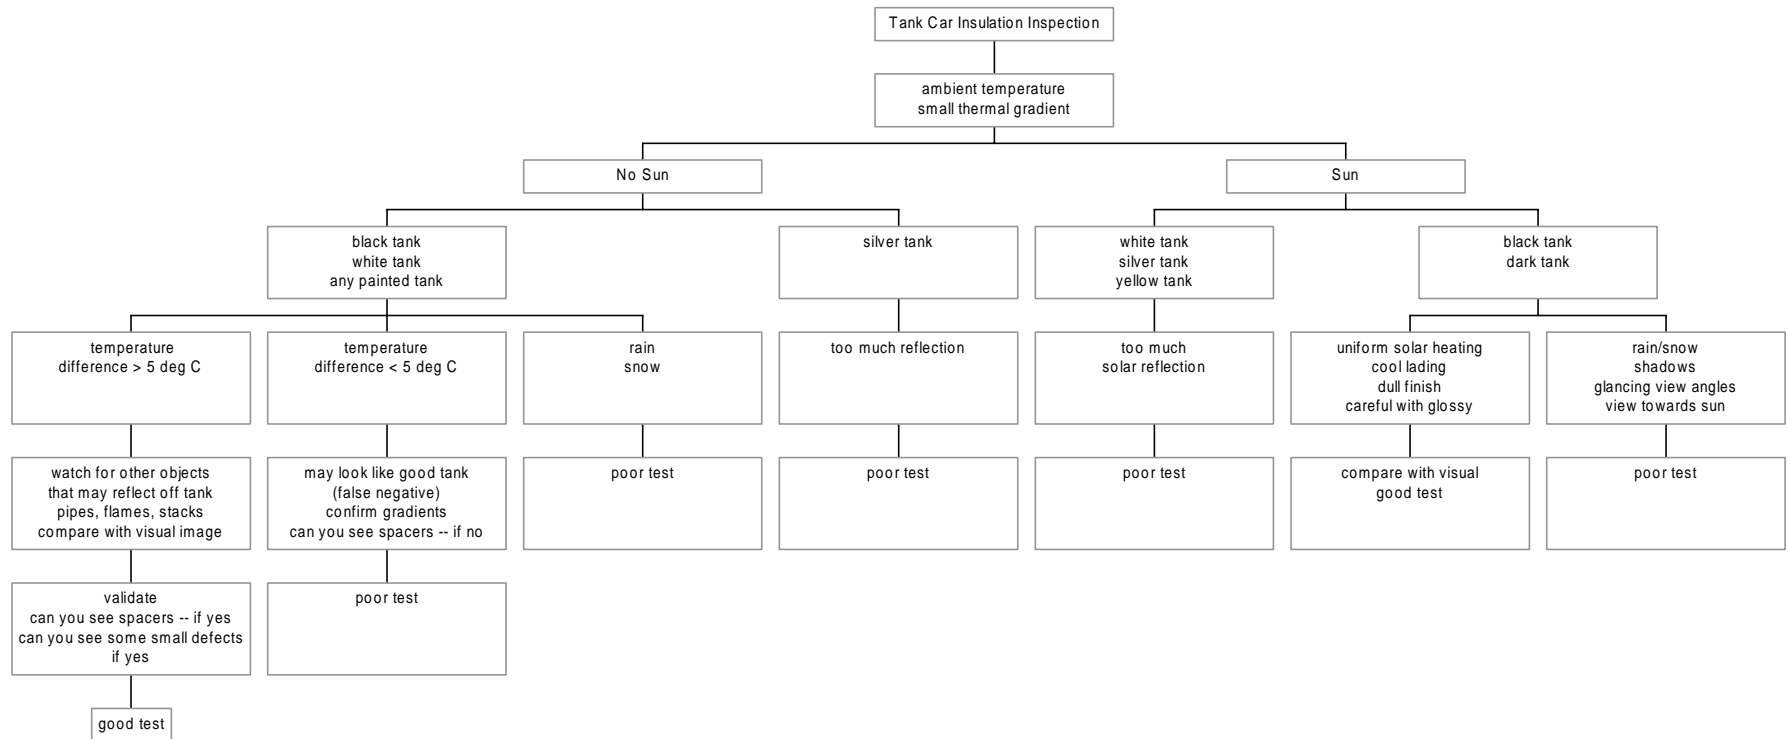 Tank Car Insulation Inspection
ambient temperature
small thermal gradient
No Sun
Sun
black tank
white tank
any painted tank
silver tank
white tank
silver tank
yellow tank
black tank
dark tank
temperature
difference > 5 deg C
temperature
difference < 5 deg C
rain
snow
too much reflection
too much
solar reflection
uniform solar heating
cool lading
dull finish
careful with glossy
rain/snow
shadows
glancing view angles
view towards sun
watch for other objects
that may reflect off tank
pipes, flames, stacks
compare with visual image
may look like good tank
(false negative)
confirm gradients
can you see spacers -- if no
poor test
poor test
poor test
compare with visual
good test
poor test
validate
can you see spacers -- if yes
can you see some small defects
if yes
poor test
good test